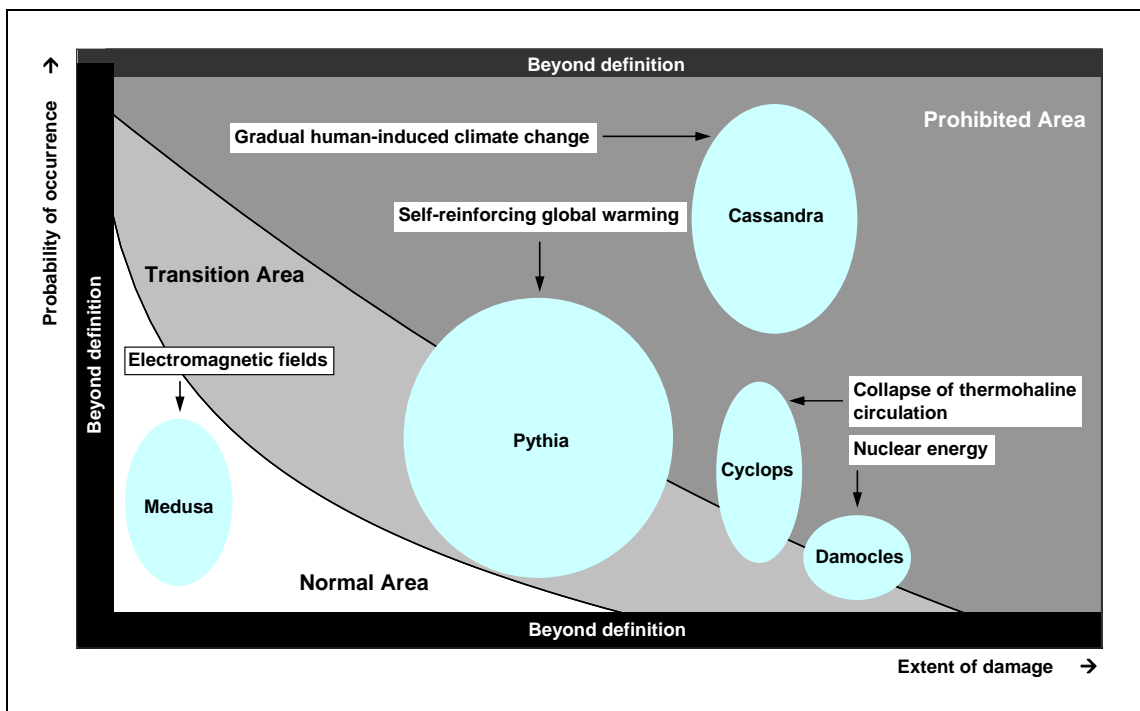 Beyond definition
↑
Probability of occurrence
Prohibited Area
Gradual human-induced climate change
Cassandra
Self-reinforcing global warming
Transition Area
Beyond definition
Electromagnetic fields
Collapse of thermohaline
circulation
Pythia
Nuclear energy
Cyclops
Medusa
Damocles
Normal Area
Beyond definition
Extent of damage →